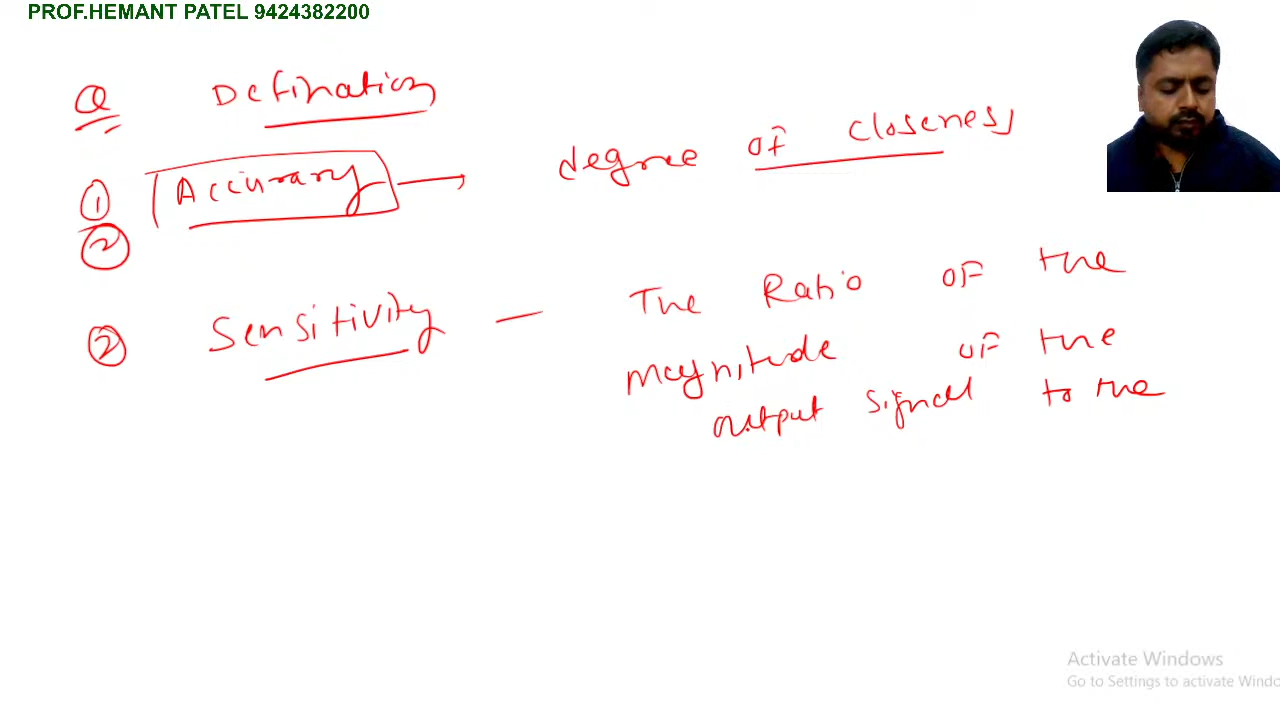 PROF.HEMANT PATEL 9424382200
Q Defination
① Accuracy → degree of closeness
②
② Sensitivity — The Ratio of the
magnitude of the
output signal to the
Activate Windows
Go to Settings to activate Windo